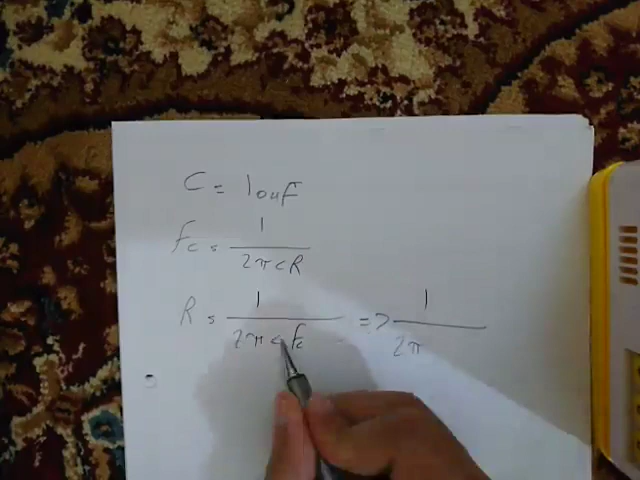 C = 10uF
fc = 1 / 2πCR
R = 1 / 2πCfc => 1 / 2π